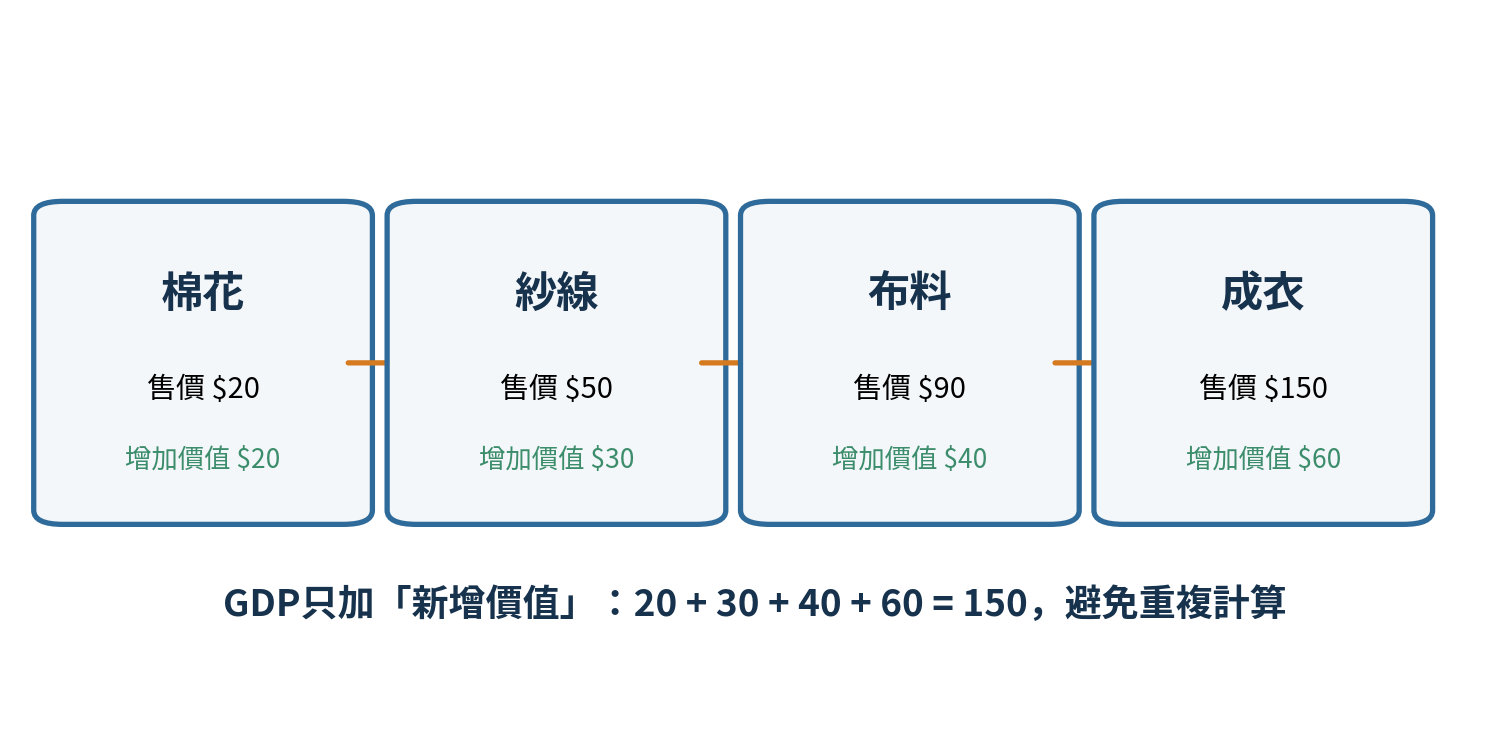 棉花
售價 $20
增加價值 $20
紗線
售價 $50
增加價值 $30
布料
售價 $90
增加價值 $40
成衣
售價 $150
增加價值 $60
GDP只加「新增價值」：20 + 30 + 40 + 60 = 150，避免重複計算